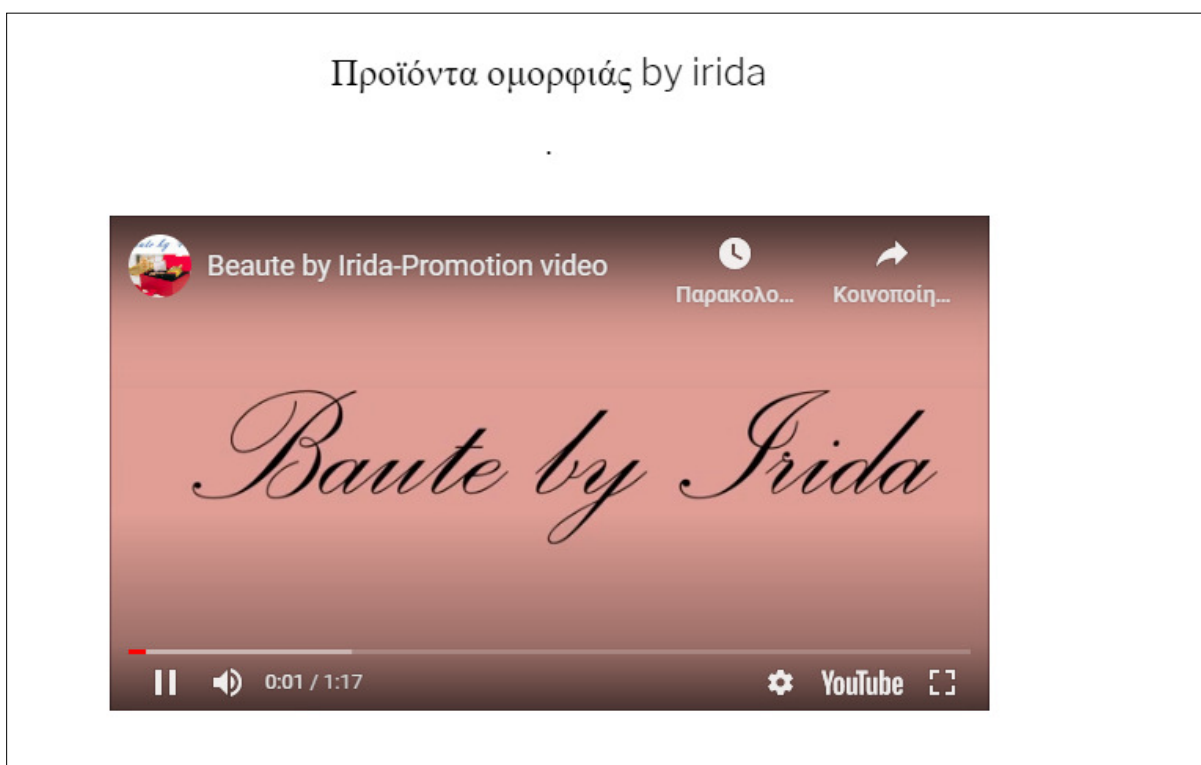 Προϊόντα ομορφιάς by irida
.
Beaute by Irida-Promotion video
Παρακολο...
Κοινοποίη...
Baute by Irida
0:01 / 1:17
YouTube